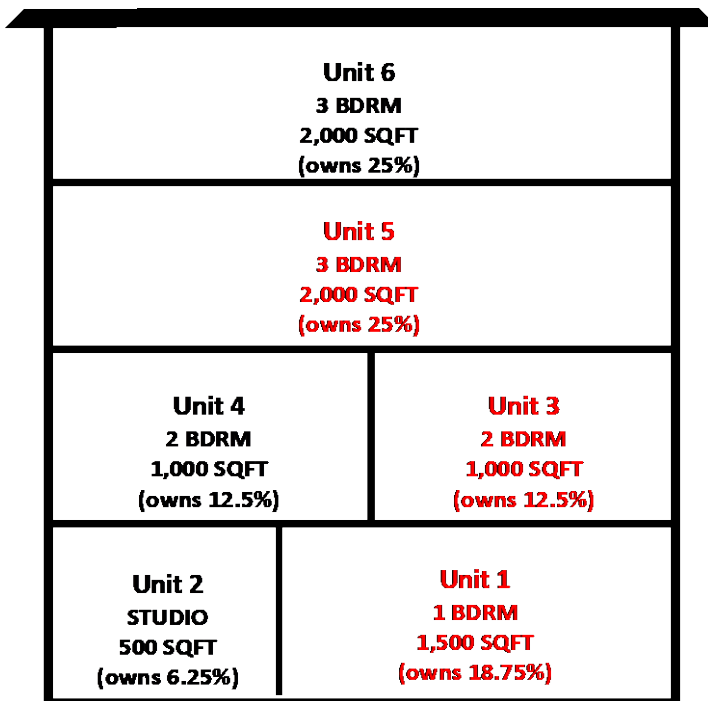 Unit 6
3 BDRM
2,000 SQFT
(owns 25%)
Unit 5
3 BDRM
2,000 SQFT
(owns 25%)
Unit 4
2 BDRM
1,000 SQFT
(owns 12.5%)
Unit 3
2 BDRM
1,000 SQFT
(owns 12.5%)
Unit 2
STUDIO
500 SQFT
(owns 6.25%)
Unit 1
1 BDRM
1,500 SQFT
(owns 18.75%)